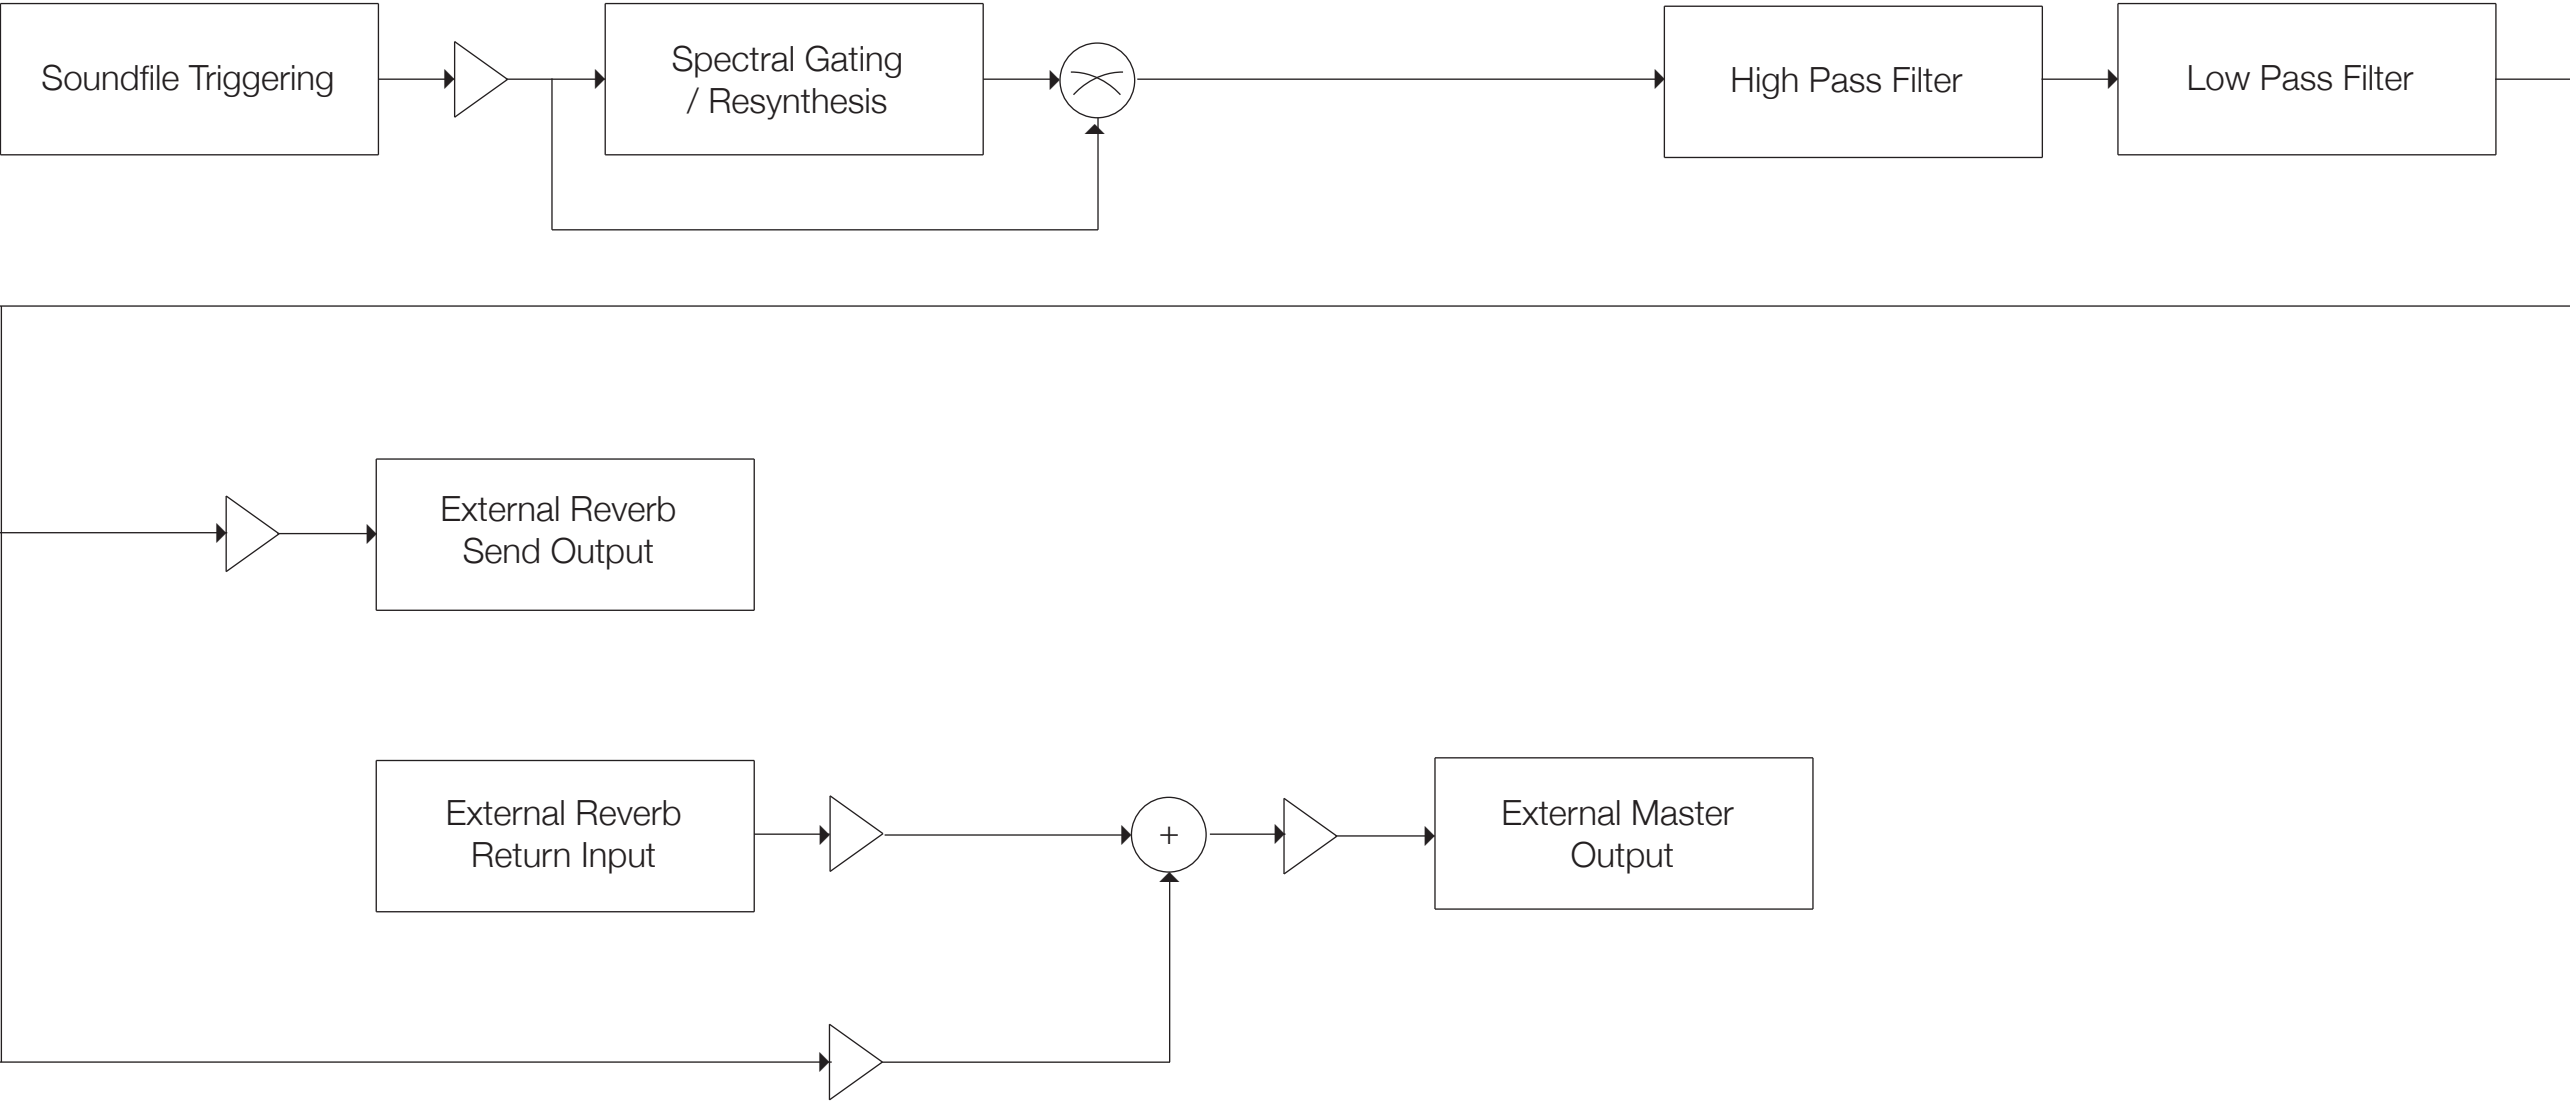 Soundfile Triggering
Spectral Gating
/ Resynthesis
High Pass Filter
Low Pass Filter
External Reverb
Send Output
External Reverb
Return Input
+
External Master
Output